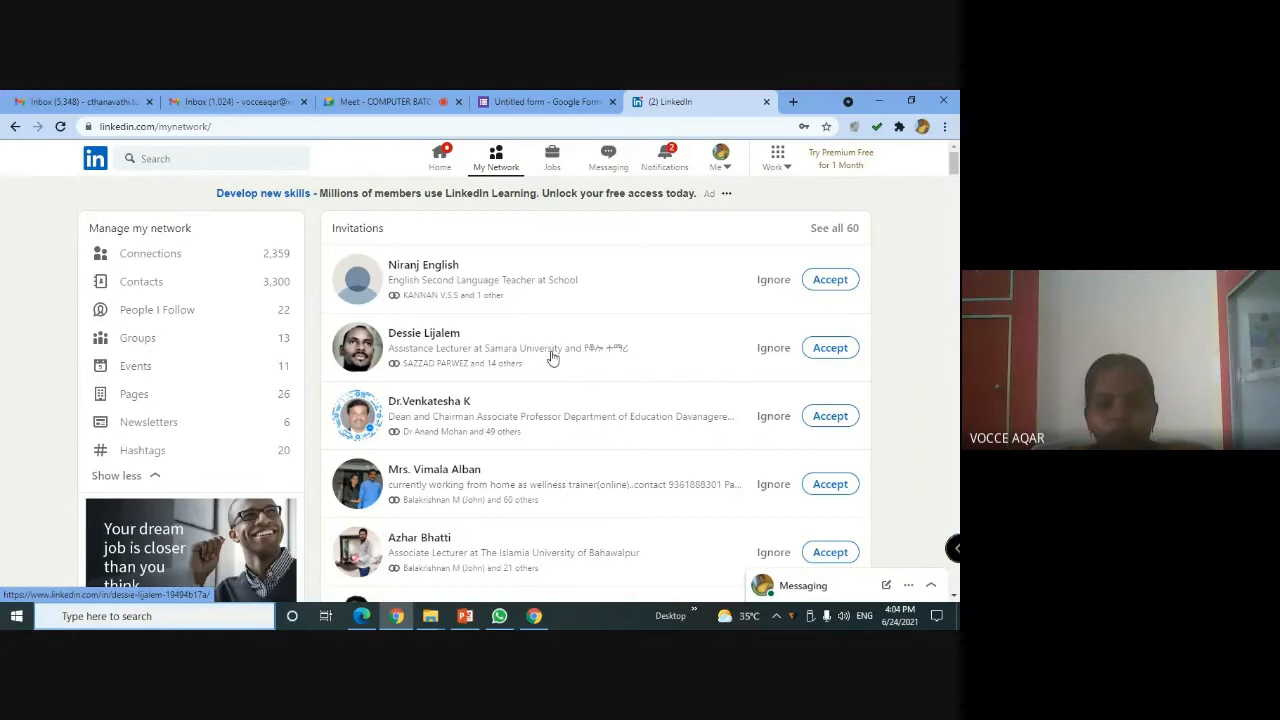 Inbox (5,348) - cthanavathi.t
Inbox (1,024) - vocceaqar@
Meet - COMPUTER BATC
Untitled form - Google Form
(2) LinkedIn
linkedin.com/mynetwork/
in
Search
Home
My Network
Jobs
Messaging
2
Notifications
Me
Work
Try Premium Free
for 1 Month
Develop new skills - Millions of members use LinkedIn Learning. Unlock your free access today. Ad
Manage my network
Connections 2,359
Contacts 3,300
People I Follow 22
Groups 13
Events 11
Pages 26
Newsletters 6
# Hashtags 20
Show less
Your dream
job is closer
than you
think
Invitations
See all 60
Niranj English
English Second Language Teacher at School
KANNAN V.S.S and 1 other
Ignore
Accept
Dessie Lijalem
Assistance Lecturer at Samara University and
SAZZAD PARWEZ and 14 others
Ignore
Accept
Dr.Venkatesha K
Dean and Chairman Associate Professor Department of Education Davanagere...
Dr Anand Mohan and 49 others
Ignore
Accept
Mrs. Vimala Alban
currently working from home as wellness trainer(online)..contact 9361888301 Pa...
Balakrishnan M (John) and 60 others
Ignore
Accept
Azhar Bhatti
Associate Lecturer at The Islamia University of Bahawalpur
Balakrishnan M (John) and 21 others
Ignore
Accept
Messaging
https://www.linkedin.com/in/dessie-lijalem-19494b17a/
Type here to search
Desktop
35°C
ENG
4:04 PM
6/24/2021
VOCCE AQAR